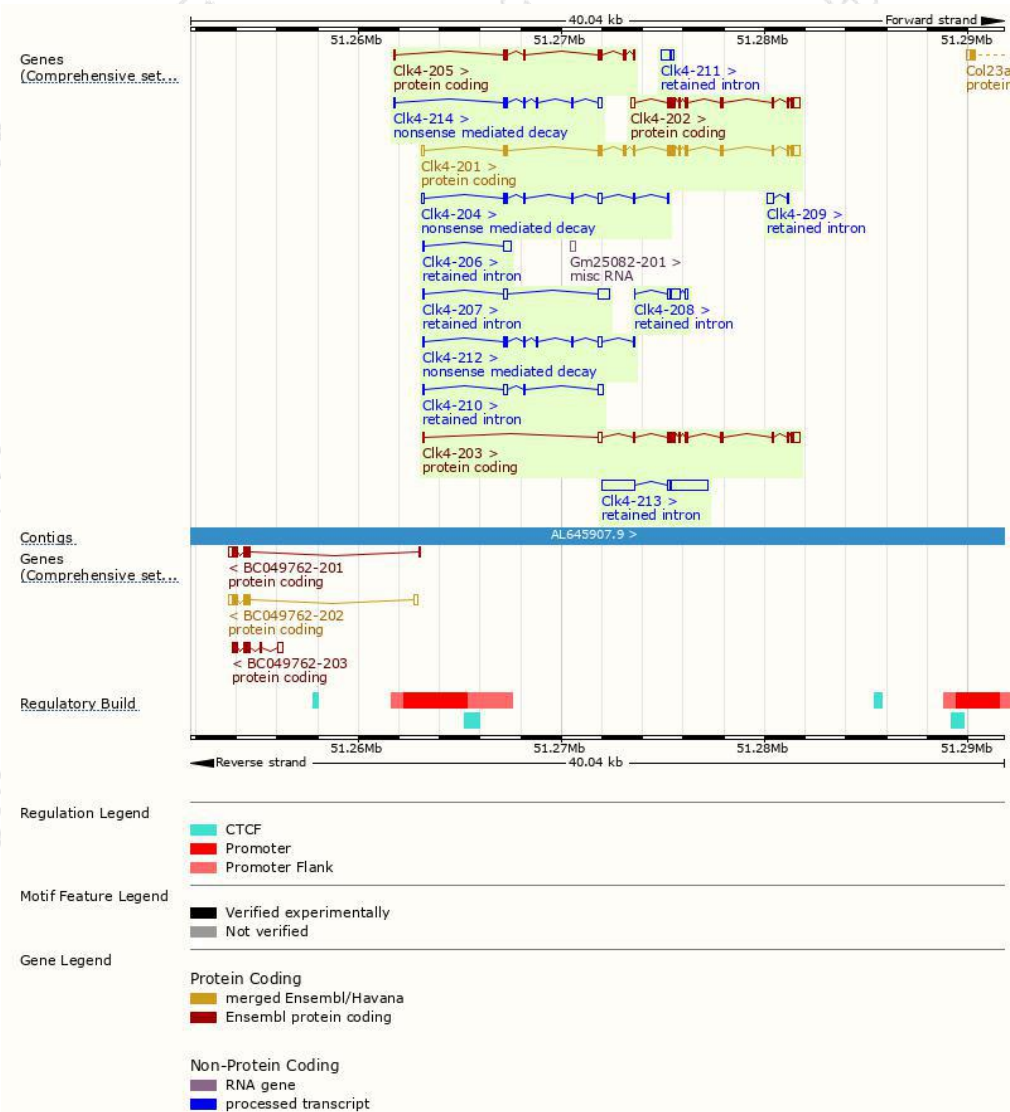 40.04 kb Forward strand
51.26Mb 51.27Mb 51.28Mb 51.29Mb
Genes
(Comprehensive set...
Clk4-205 >
protein coding
Clk4-211 >
retained intron
Col23a
protein
Clk4-214 >
nonsense mediated decay
Clk4-202 >
protein coding
Clk4-201 >
protein coding
Clk4-204 >
nonsense mediated decay
Clk4-209 >
retained intron
Clk4-206 >
retained intron
Gm25082-201 >
misc RNA
Clk4-207 >
retained intron
Clk4-208 >
retained intron
Clk4-212 >
nonsense mediated decay
Clk4-210 >
retained intron
Clk4-203 >
protein coding
Clk4-213 >
retained intron
Contigs
AL645907.9 >
Genes
(Comprehensive set...
< BC049762-201
protein coding
< BC049762-202
protein coding
< BC049762-203
protein coding
Regulatory Build
51.26Mb 51.27Mb 51.28Mb 51.29Mb
Reverse strand 40.04 kb
Regulation Legend
CTCF
Promoter
Promoter Flank
Motif Feature Legend
Verified experimentally
Not verified
Gene Legend
Protein Coding
merged Ensembl/Havana
Ensembl protein coding
Non-Protein Coding
RNA gene
processed transcript